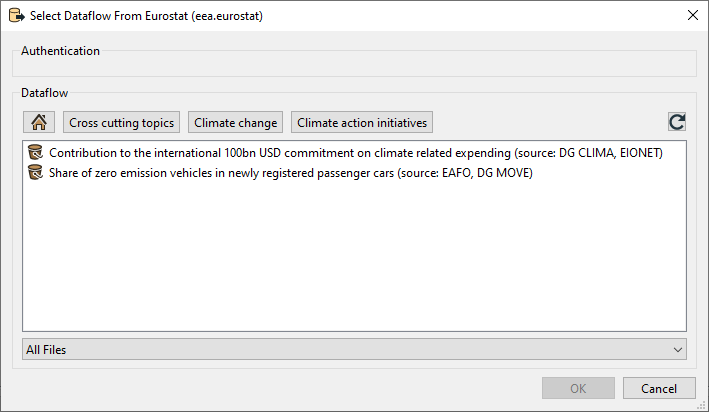 Select Dataflow From Eurostat (eea.eurostat)
Authentication
Dataflow
Cross cutting topics Climate change Climate action initiatives
Contribution to the international 100bn USD commitment on climate related expending (source: DG CLIMA, EIONET)
Share of zero emission vehicles in newly registered passenger cars (source: EAFO, DG MOVE)
All Files
OK Cancel